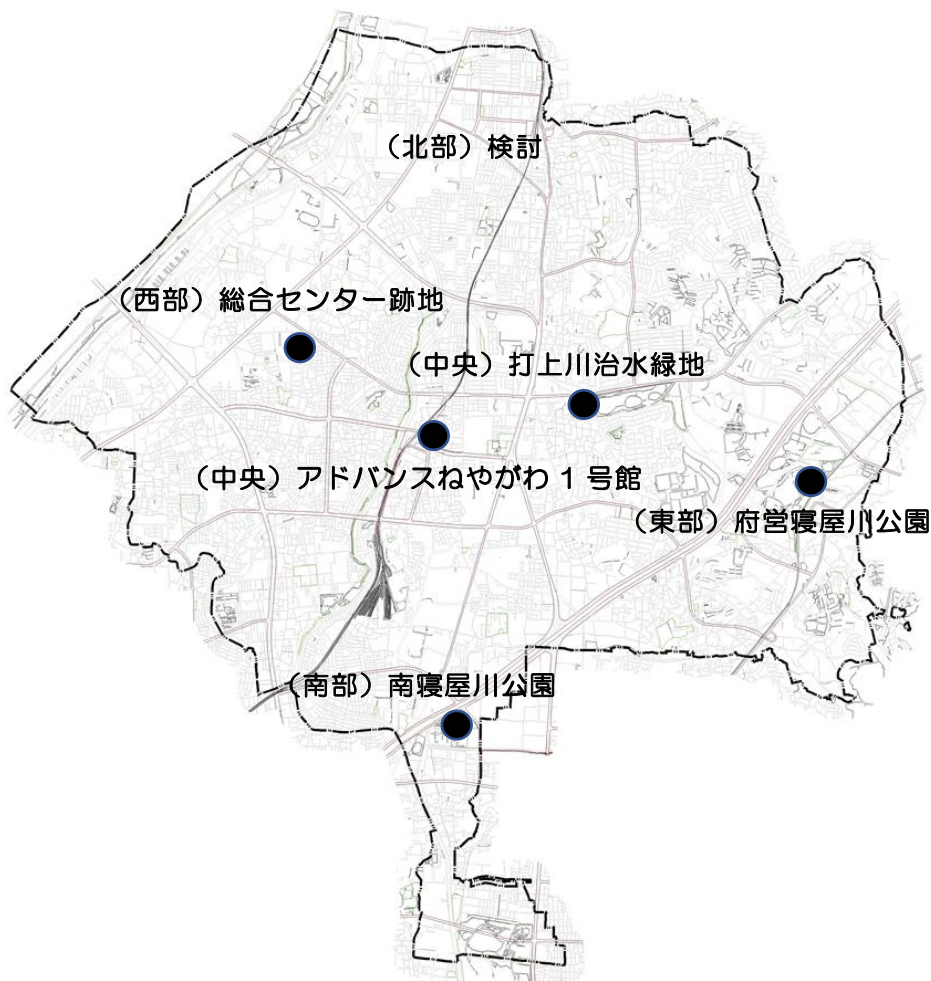 （北部）検討
（西部）総合センター跡地
（中央）打上川治水緑地
（中央）アドバンスねやがわ 1 号館
（東部）府営寝屋川公園
（南部）南寝屋川公園